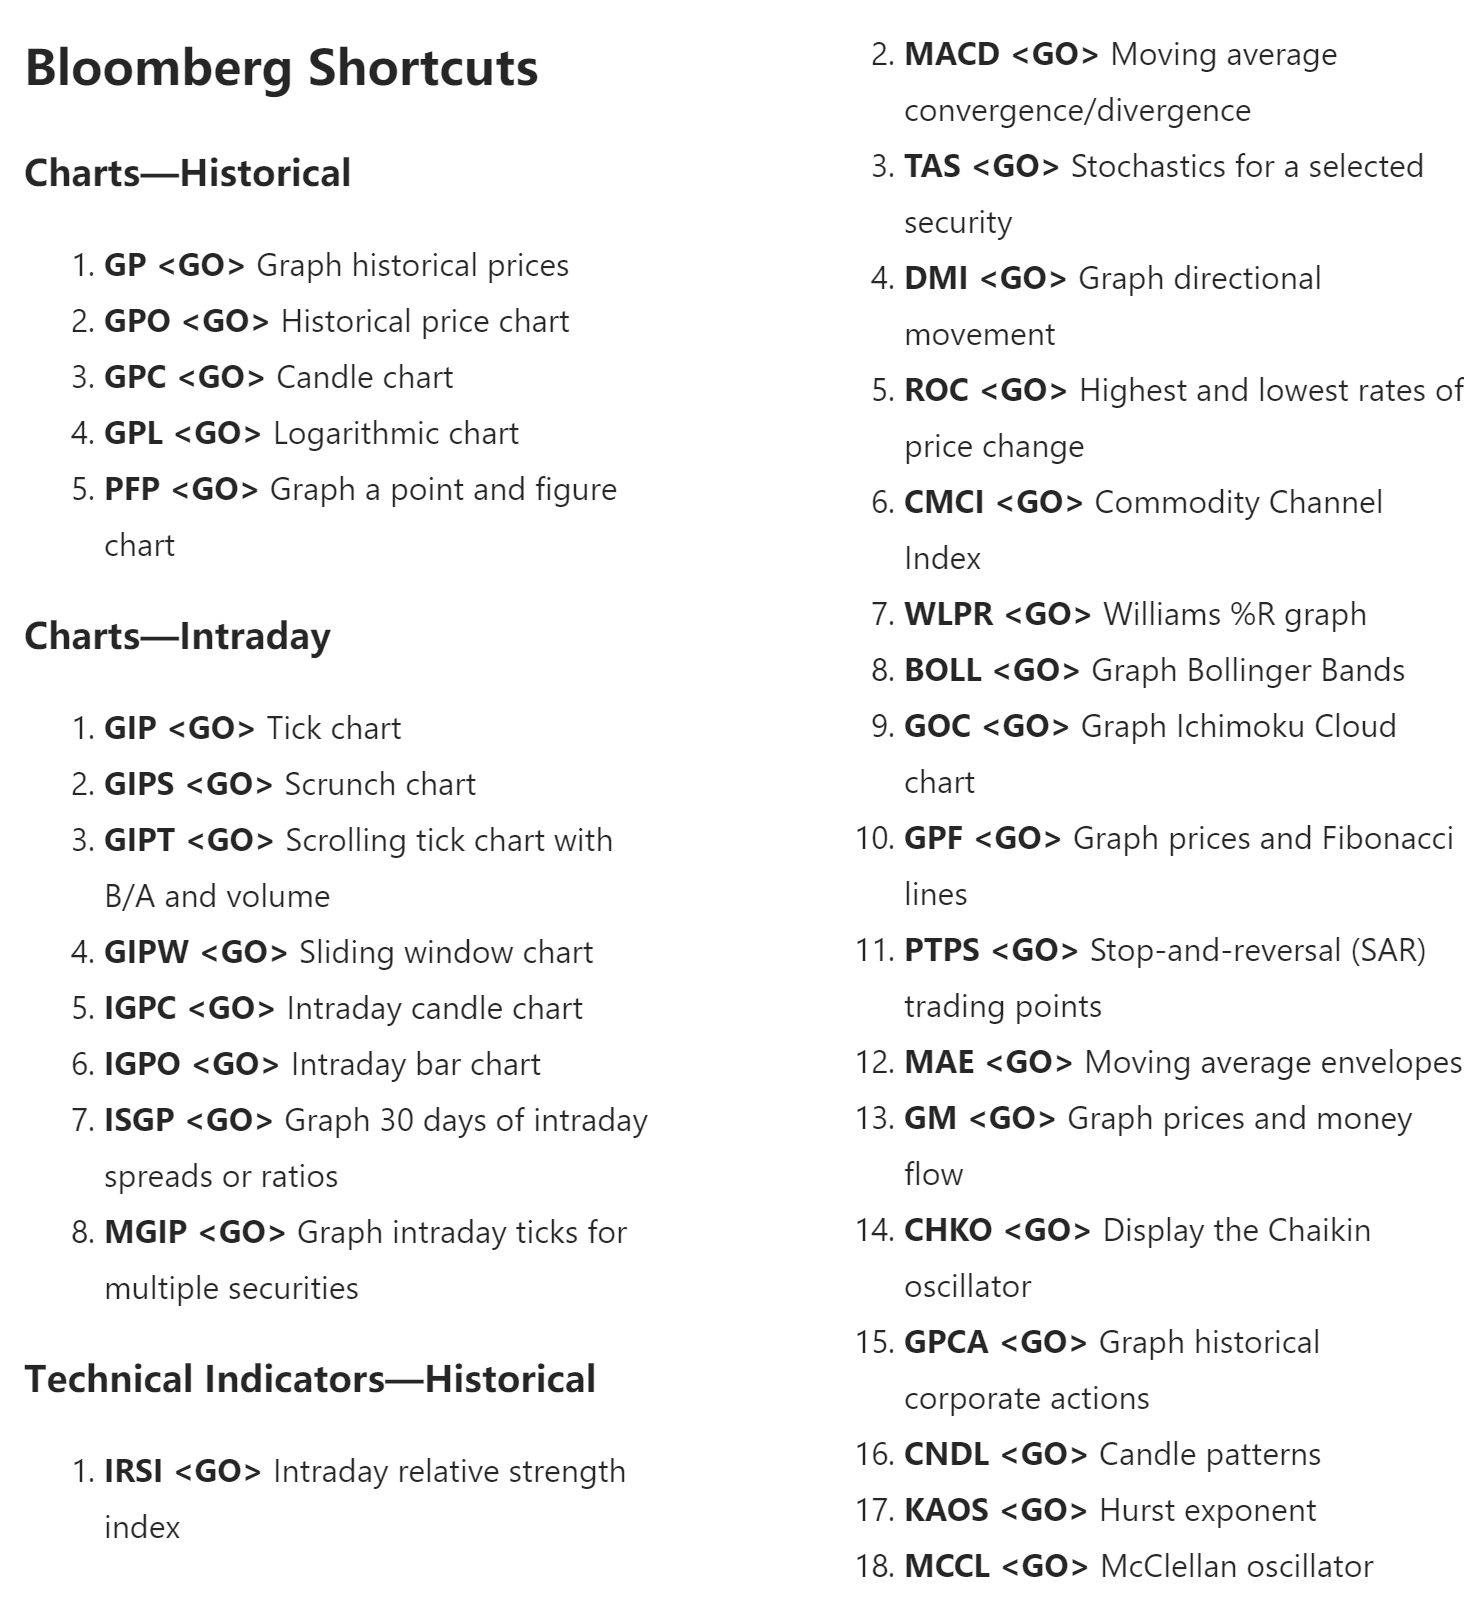 Bloomberg Shortcuts
Charts—Historical
1. GP <GO> Graph historical prices
2. GPO <GO> Historical price chart
3. GPC <GO> Candle chart
4. GPL <GO> Logarithmic chart
5. PFP <GO> Graph a point and figure
chart
Charts—Intraday
1. GIP <GO> Tick chart
2. GIPS <GO> Scrunch chart
3. GIPT <GO> Scrolling tick chart with
B/A and volume
4. GIPW <GO> Sliding window chart
5. IGPC <GO> Intraday candle chart
6. IGPO <GO> Intraday bar chart
7. ISGP <GO> Graph 30 days of intraday
spreads or ratios
8. MGIP <GO> Graph intraday ticks for
multiple securities
Technical Indicators—Historical
1. IRSI <GO> Intraday relative strength
index
2. MACD <GO> Moving average
convergence/divergence
3. TAS <GO> Stochastics for a selected
security
4. DMI <GO> Graph directional
movement
5. ROC <GO> Highest and lowest rates of
price change
6. CMCI <GO> Commodity Channel
Index
7. WLPR <GO> Williams %R graph
8. BOLL <GO> Graph Bollinger Bands
9. GOC <GO> Graph Ichimoku Cloud
chart
10. GPF <GO> Graph prices and Fibonacci
lines
11. PTPS <GO> Stop-and-reversal (SAR)
trading points
12. MAE <GO> Moving average envelopes
13. GM <GO> Graph prices and money
flow
14. CHKO <GO> Display the Chaikin
oscillator
15. GPCA <GO> Graph historical
corporate actions
16. CNDL <GO> Candle patterns
17. KAOS <GO> Hurst exponent
18. MCCL <GO> McClellan oscillator